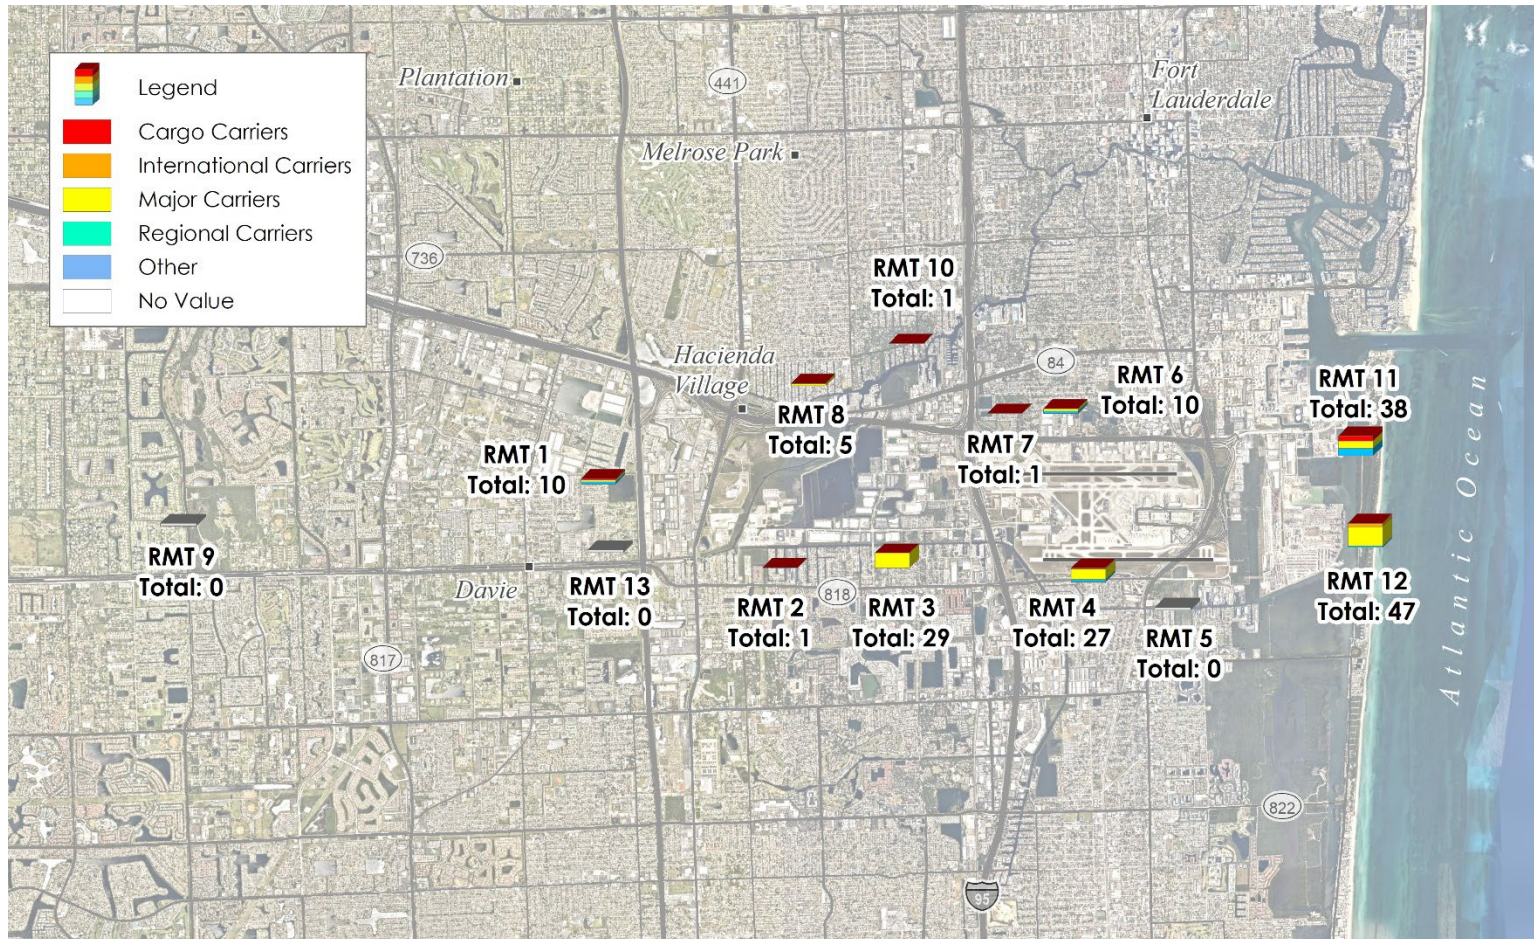 Legend
Cargo Carriers
International Carriers
Major Carriers
Regional Carriers
Other
No Value
Plantation
441
Fort
Lauderdale
Melrose Park
736
RMT 10
Total: 1
Hacienda
Village
84
RMT 6
Total: 10
RMT 11
Total: 38
RMT 8
Total: 5
RMT 7
Total: 1
RMT 1
Total: 10
RMT 9
Total: 0
Davie
RMT 13
Total: 0
RMT 2
Total: 1
818
RMT 3
Total: 29
RMT 4
Total: 27
RMT 5
Total: 0
RMT 12
Total: 47
Atlantic Ocean
817
822
95